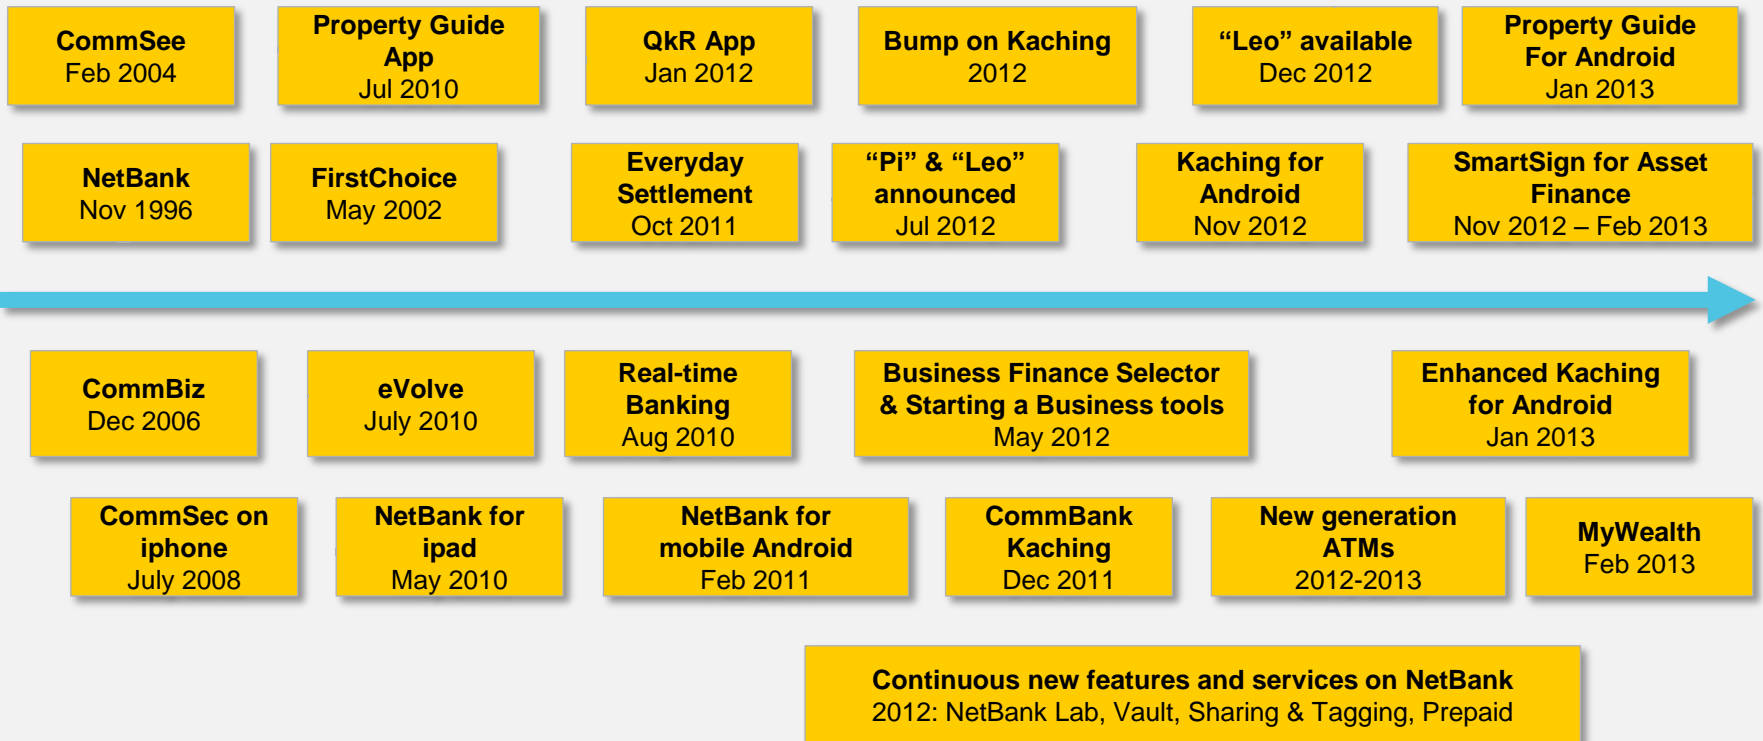 CommSee
Feb 2004
Property Guide
App
Jul 2010
QkR App
Jan 2012
Bump on Kaching
2012
“Leo” available
Dec 2012
Property Guide
For Android
Jan 2013
NetBank
Nov 1996
FirstChoice
May 2002
Everyday
Settlement
Oct 2011
“Pi” & “Leo”
announced
Jul 2012
Kaching for
Android
Nov 2012
SmartSign for Asset
Finance
Nov 2012 – Feb 2013
CommBiz
Dec 2006
eVolve
July 2010
Real-time
Banking
Aug 2010
Business Finance Selector
& Starting a Business tools
May 2012
Enhanced Kaching
for Android
Jan 2013
CommSec on
iphone
July 2008
NetBank for
ipad
May 2010
NetBank for
mobile Android
Feb 2011
CommBank
Kaching
Dec 2011
New generation
ATMs
2012-2013
MyWealth
Feb 2013
Continuous new features and services on NetBank
2012: NetBank Lab, Vault, Sharing & Tagging, Prepaid